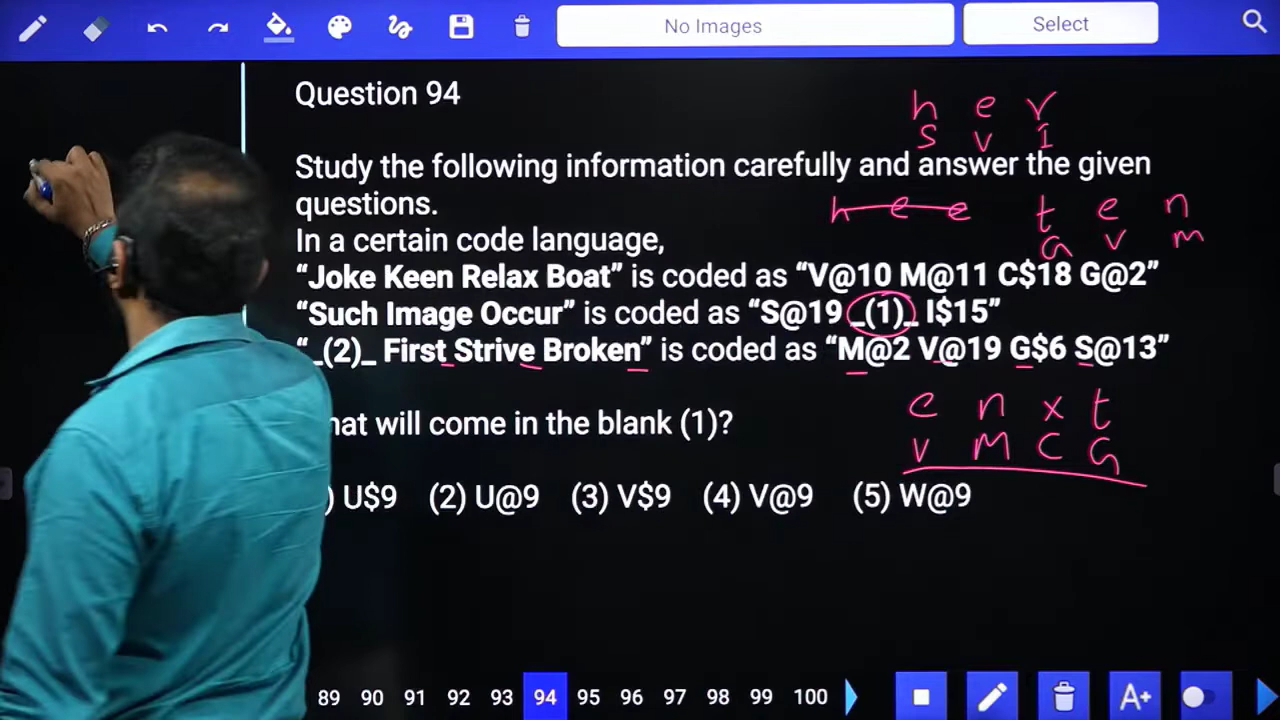 No Images
Select
Question 94
h e r
S V I
Study the following information carefully and answer the given
questions.
h e e
t e n
G V M
In a certain code language,
“Joke Keen Relax Boat” is coded as “V@10 M@11 C$18 G@2”
“Such Image Occur” is coded as “S@19 _(1)_ I$15”
“_(2)_ First Strive Broken” is coded as “M@2 V@19 G$6 S@13”
e n x t
V M C G
hat will come in the blank (1)?
) U$9 (2) U@9 (3) V$9 (4) V@9 (5) W@9
89 90 91 92 93 94 95 96 97 98 99 100
A+